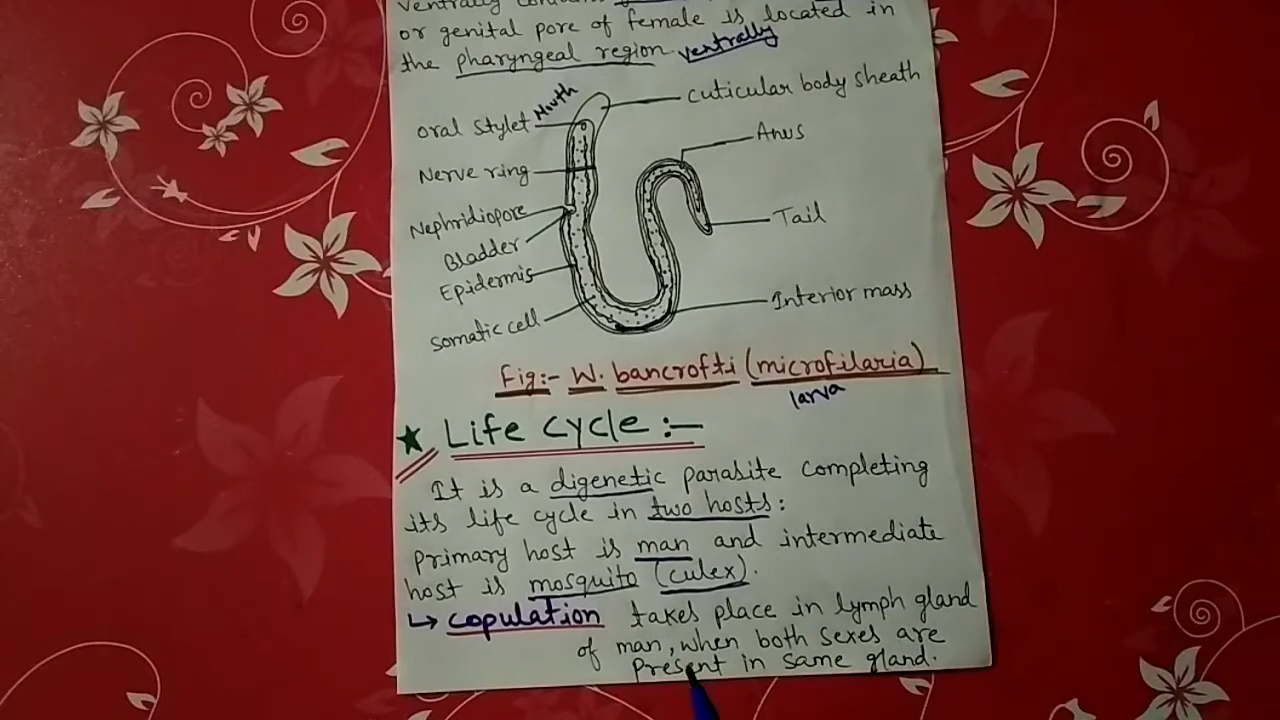 ventrally
or genital pore of female is located in
the pharyngeal region ventrally
cuticular body sheath
Mouth
Oral stylet
Anus
Nerve ring
Nephridiopore
Tail
Bladder
Epidermis
Interior mass
somatic cell
Fig:- W. bancrofti (microfilaria)
larva
★ Life cycle :-
It is a digenetic parasite completing
its life cycle in two hosts:
primary host is man and intermediate
host is mosquito (culex).
↳ copulation takes place in lymph gland
of man, when both sexes are
present in same gland.